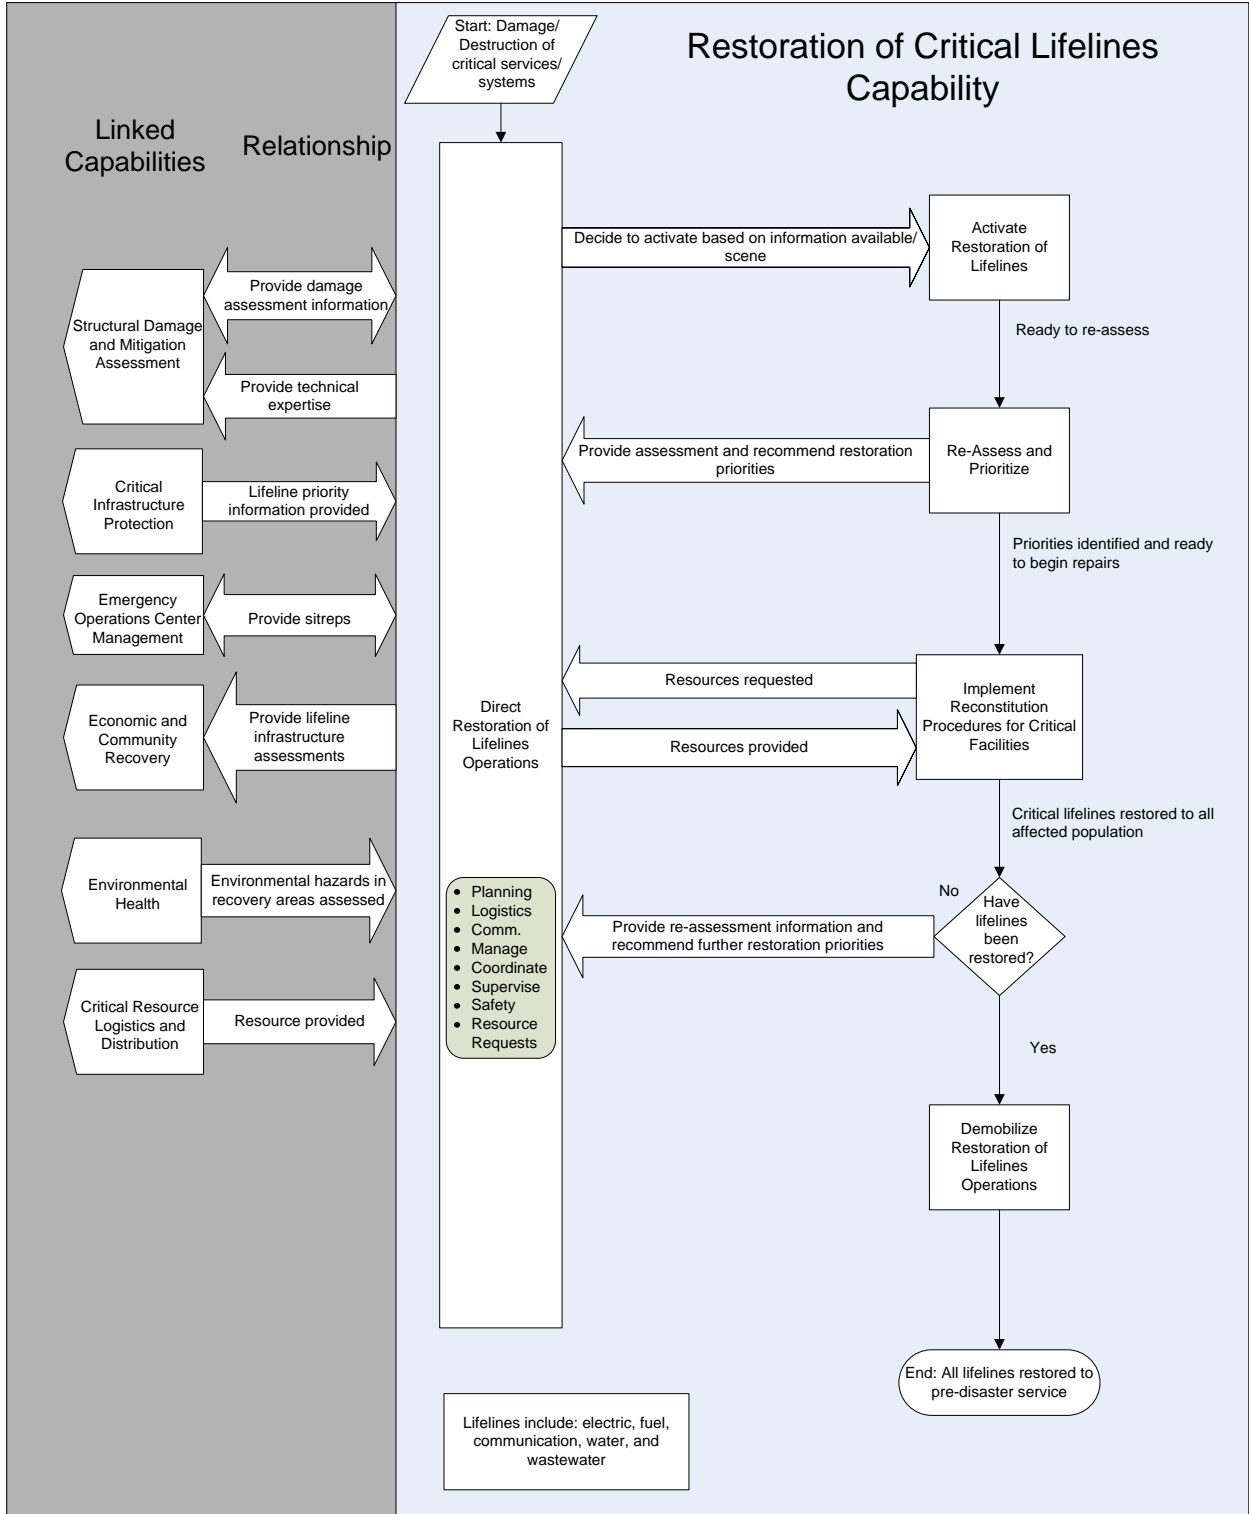 Start: Damage/
Destruction of
critical services/
systems
Restoration of Critical Lifelines
Capability
Linked
Capabilities
Relationship
Structural Damage
and Mitigation
Assessment
Provide damage
assessment information
Provide technical
expertise
Critical
Infrastructure
Protection
Lifeline priority
information provided
Emergency
Operations Center
Management
Provide sitreps
Economic and
Community
Recovery
Provide lifeline
infrastructure
assessments
Environmental
Health
Environmental hazards in
recovery areas assessed
Critical Resource
Logistics and
Distribution
Resource provided
Direct
Restoration of
Lifelines
Operations
• Planning
• Logistics
• Comm.
• Manage
• Coordinate
• Supervise
• Safety
• Resource
Requests
Decide to activate based on information available/
scene
Activate
Restoration of
Lifelines
Ready to re-assess
Provide assessment and recommend restoration
priorities
Re-Assess and
Prioritize
Priorities identified and ready
to begin repairs
Resources requested
Resources provided
Implement
Reconstitution
Procedures for Critical
Facilities
Critical lifelines restored to all
affected population
No
Have
lifelines
been
restored?
Provide re-assessment information and
recommend further restoration priorities
Yes
Demobilize
Restoration of
Lifelines
Operations
End: All lifelines restored to
pre-disaster service
Lifelines include: electric, fuel,
communication, water, and
wastewater